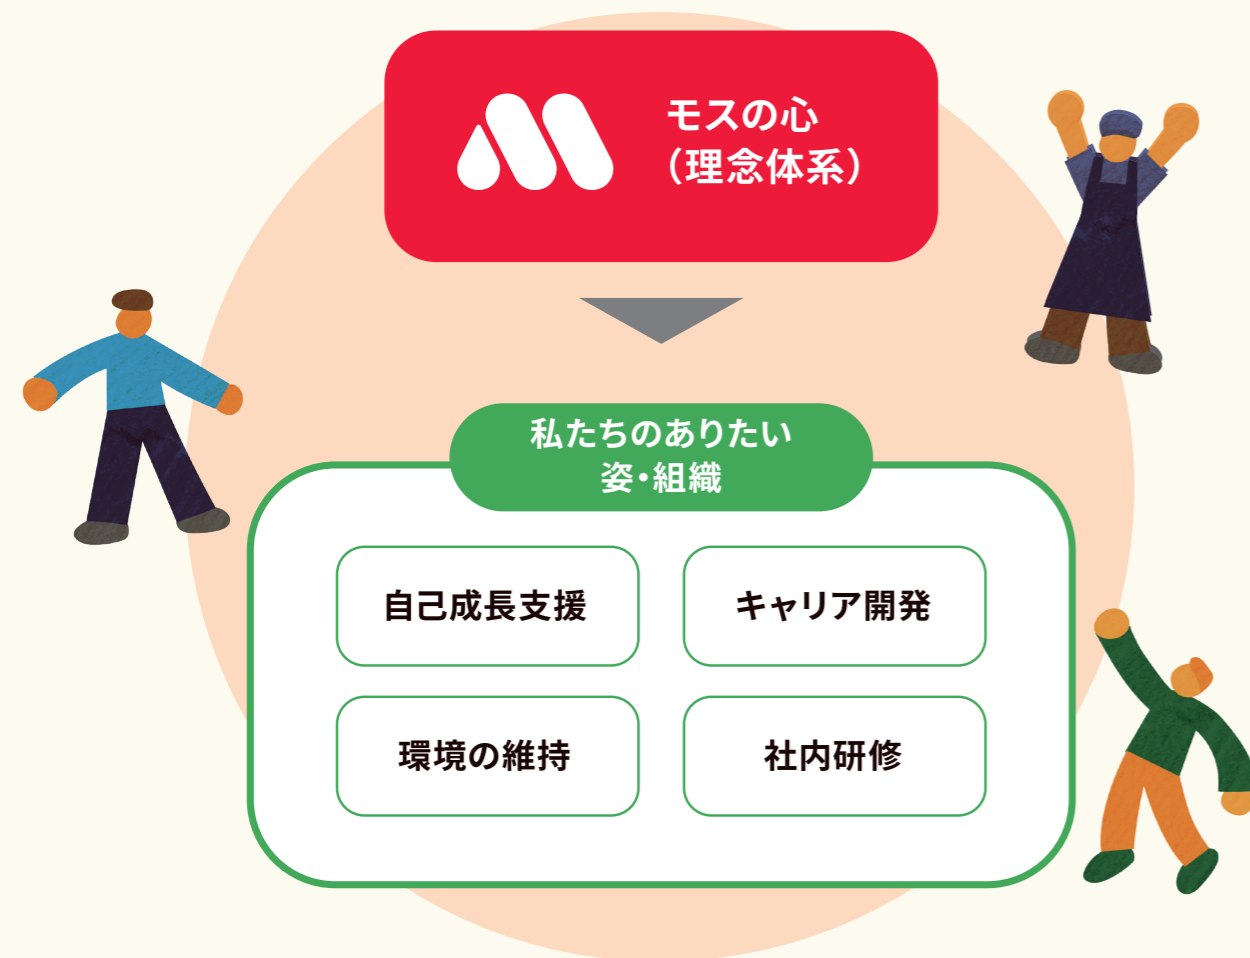 モスの心
（理念体系）
私たちのありたい
姿・組織
自己成長支援
キャリア開発
環境の維持
社内研修